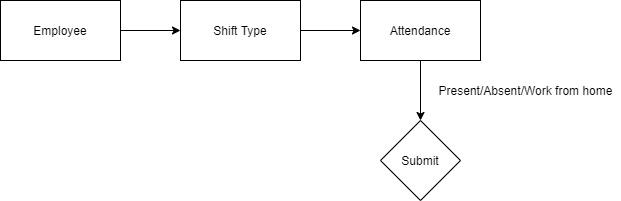 Employee
Shift Type
Attendance
Present/Absent/Work from home
Submit